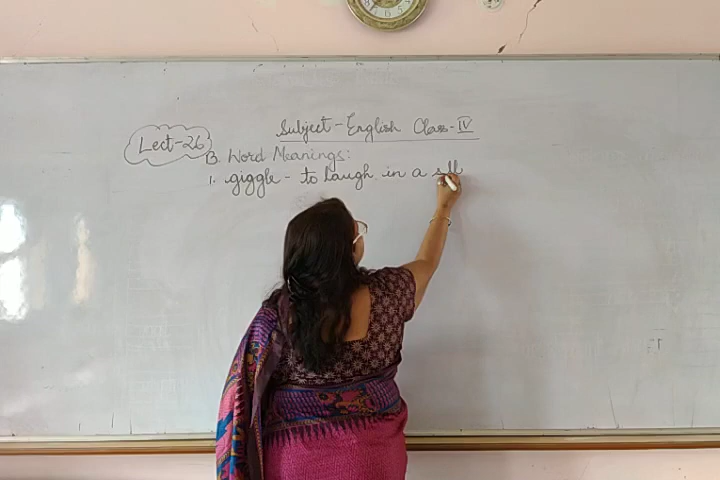 Subject - English Class - IV
Lect-26
B. Word Meanings:
1. giggle - to laugh in a